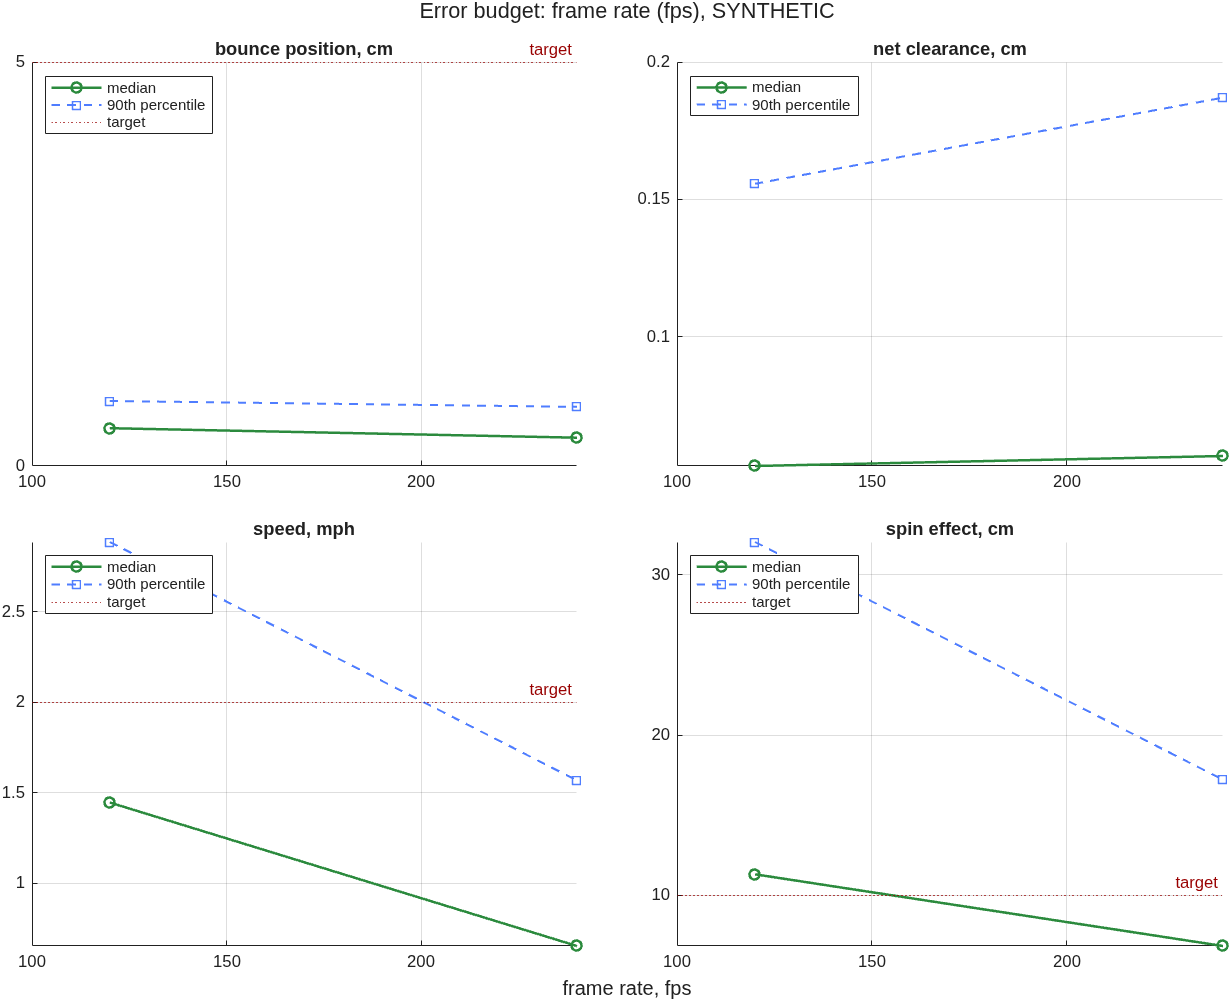 Error budget: frame rate (fps), SYNTHETIC
bounce position, cm
target
5
median
90th percentile
target
0
100
150
200
net clearance, cm
0.2
median
90th percentile
0.15
0.1
100
150
200
speed, mph
median
90th percentile
target
2.5
target
2
1.5
1
100
150
200
spin effect, cm
median
90th percentile
target
30
20
target
10
100
150
200
frame rate, fps